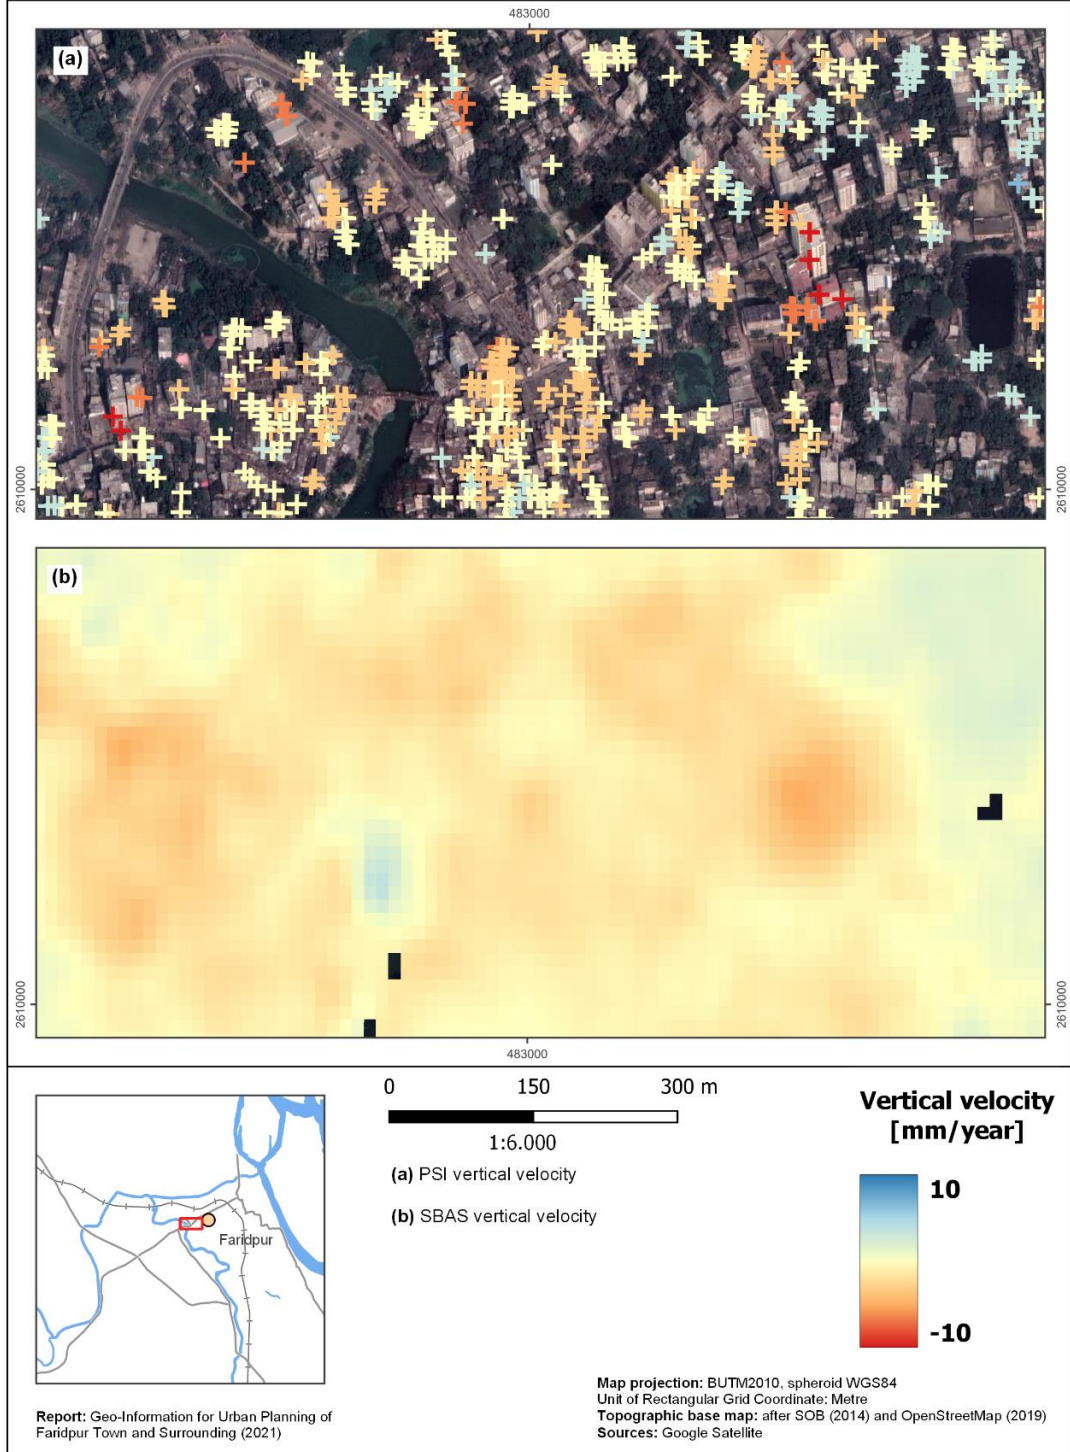 483000
(a)
2610000
2610000
(b)
2610000
2610000
483000
0 150 300 m
1:6.000
(a) PSI vertical velocity
(b) SBAS vertical velocity
Vertical velocity
[mm/year]
10
-10
Faridpur
Report: Geo-Information for Urban Planning of
Faridpur Town and Surrounding (2021)
Map projection: BUTM2010, spheroid WGS84
Unit of Rectangular Grid Coordinate: Metre
Topographic base map: after SOB (2014) and OpenStreetMap (2019)
Sources: Google Satellite